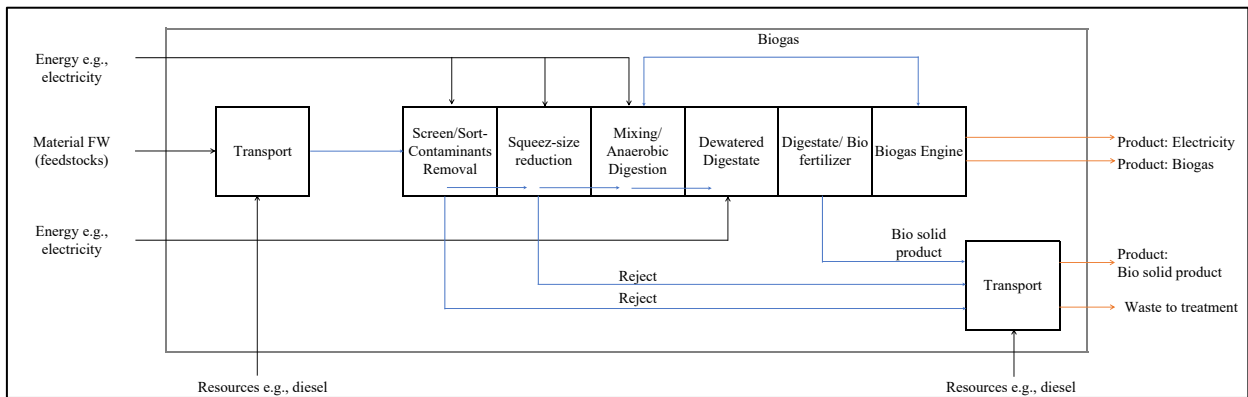 Biogas
Energy e.g.,
electricity
Material FW
(feedstocks)
Transport
Screen/Sort-
Contaminants
Removal
Squeez-size
reduction
Mixing/
Anaerobic
Digestion
Dewatered
Digestate
Digestate/ Bio
fertilizer
Biogas Engine
Product: Electricity
Product: Biogas
Energy e.g.,
electricity
Bio solid
product
Reject
Reject
Transport
Product:
Bio solid product
Waste to treatment
Resources e.g., diesel
Resources e.g., diesel